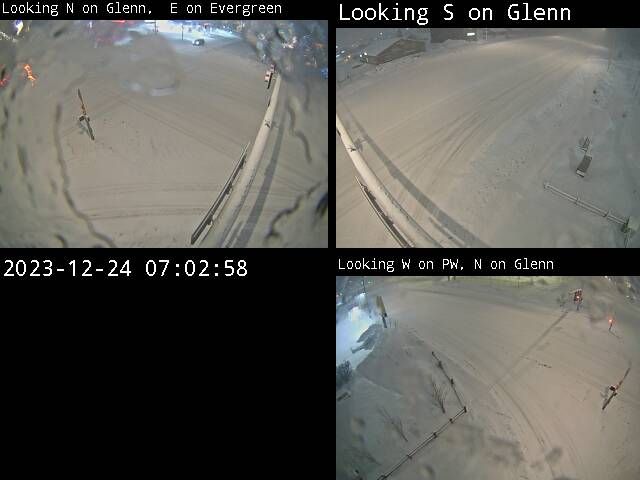 Looking N on Glenn,  E on Evergreen
Looking S on Glenn
2023-12-24 07:02:58
Looking W on PW, N on Glenn